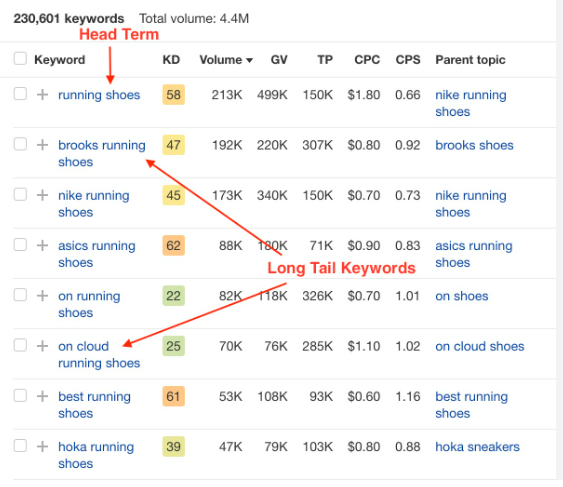 230,601 keywords Total volume: 4.4M
Head Term
Keyword KD Volume GV TP CPC CPS Parent topic
running shoes 58 213K 499K 150K $1.80 0.66 nike running
shoes
brooks running 47 192K 220K 307K $0.80 0.92 brooks shoes
shoes
nike running 45 173K 340K 150K $0.70 0.73 nike running
shoes shoes
asics running 62 88K 180K 71K $0.90 0.83 asics running
shoes shoes
Long Tail Keywords
on running 22 82K 118K 326K $0.70 1.01 on shoes
shoes
on cloud 25 70K 76K 285K $1.10 1.02 on cloud shoes
running shoes
best running 61 53K 108K 93K $0.60 1.16 best running
shoes shoes
hoka running 39 47K 79K 103K $0.80 0.88 hoka sneakers
shoes